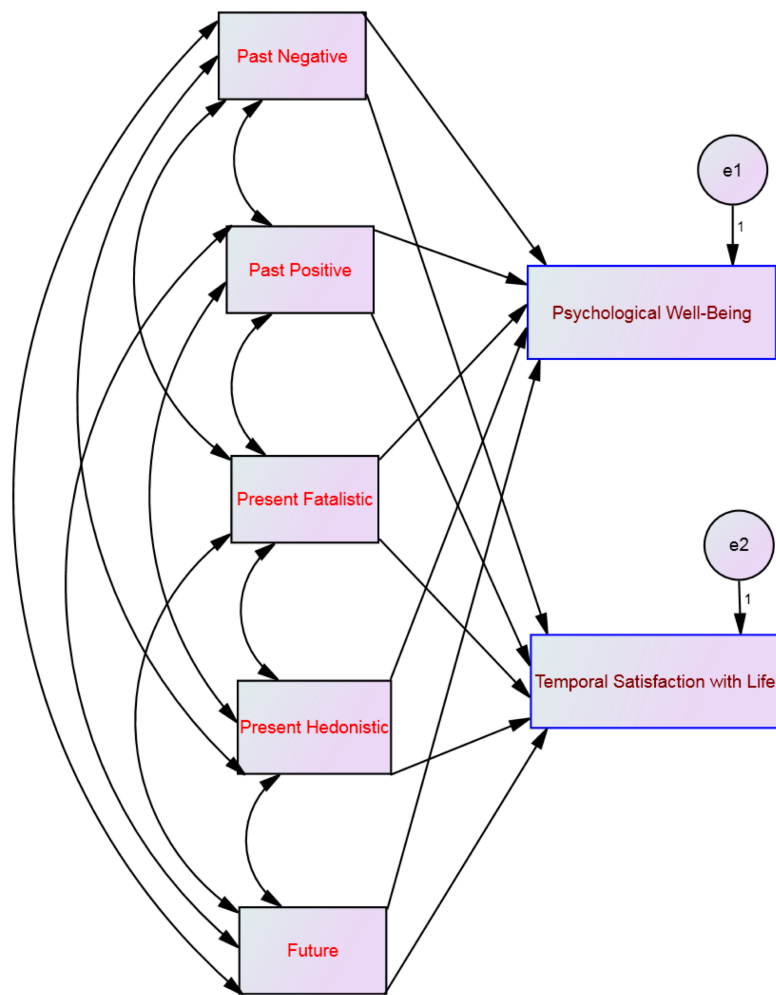 Past Negative
e1
1
Past Positive
Psychological Well-Being
Present Fatalistic
e2
1
Temporal Satisfaction with Life
Present Hedonistic
Future